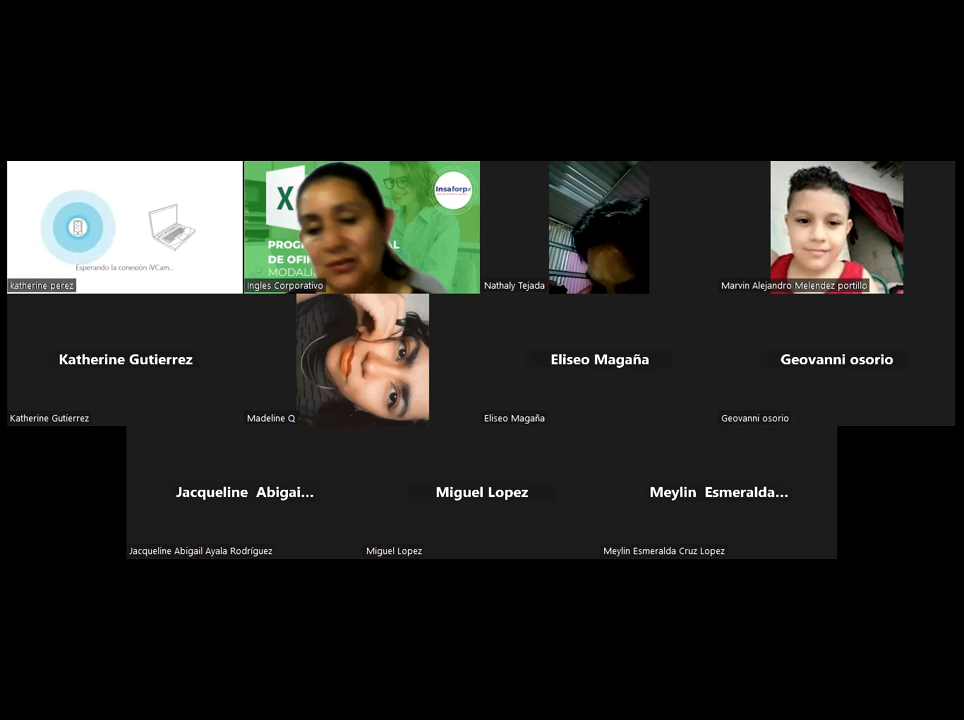 Esperando la conexión iVCam...
katherine perez
X
Insaforp
PROG
AL
DE OFI
MODALI
Ingles Corporativo
Nathaly Tejada
Marvin Alejandro Melendez portillo
Katherine Gutierrez
Eliseo Magaña
Geovanni osorio
Katherine Gutierrez
Madeline Q
Eliseo Magaña
Geovanni osorio
Jacqueline Abigai...
Miguel Lopez
Meylin Esmeralda...
Jacqueline Abigail Ayala Rodríguez
Miguel Lopez
Meylin Esmeralda Cruz Lopez